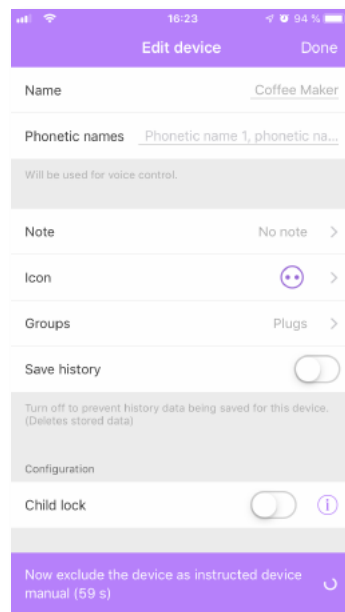 16:23
94 %
Edit device
Done
Name
Coffee Maker
Phonetic names
Phonetic name 1, phonetic na...
Will be used for voice control.
Note
No note
Icon
Groups
Plugs
Save history
Turn off to prevent history data being saved for this device.
(Deletes stored data)
Configuration
Child lock
i
Now exclude the device as instructed device
manual (59 s)